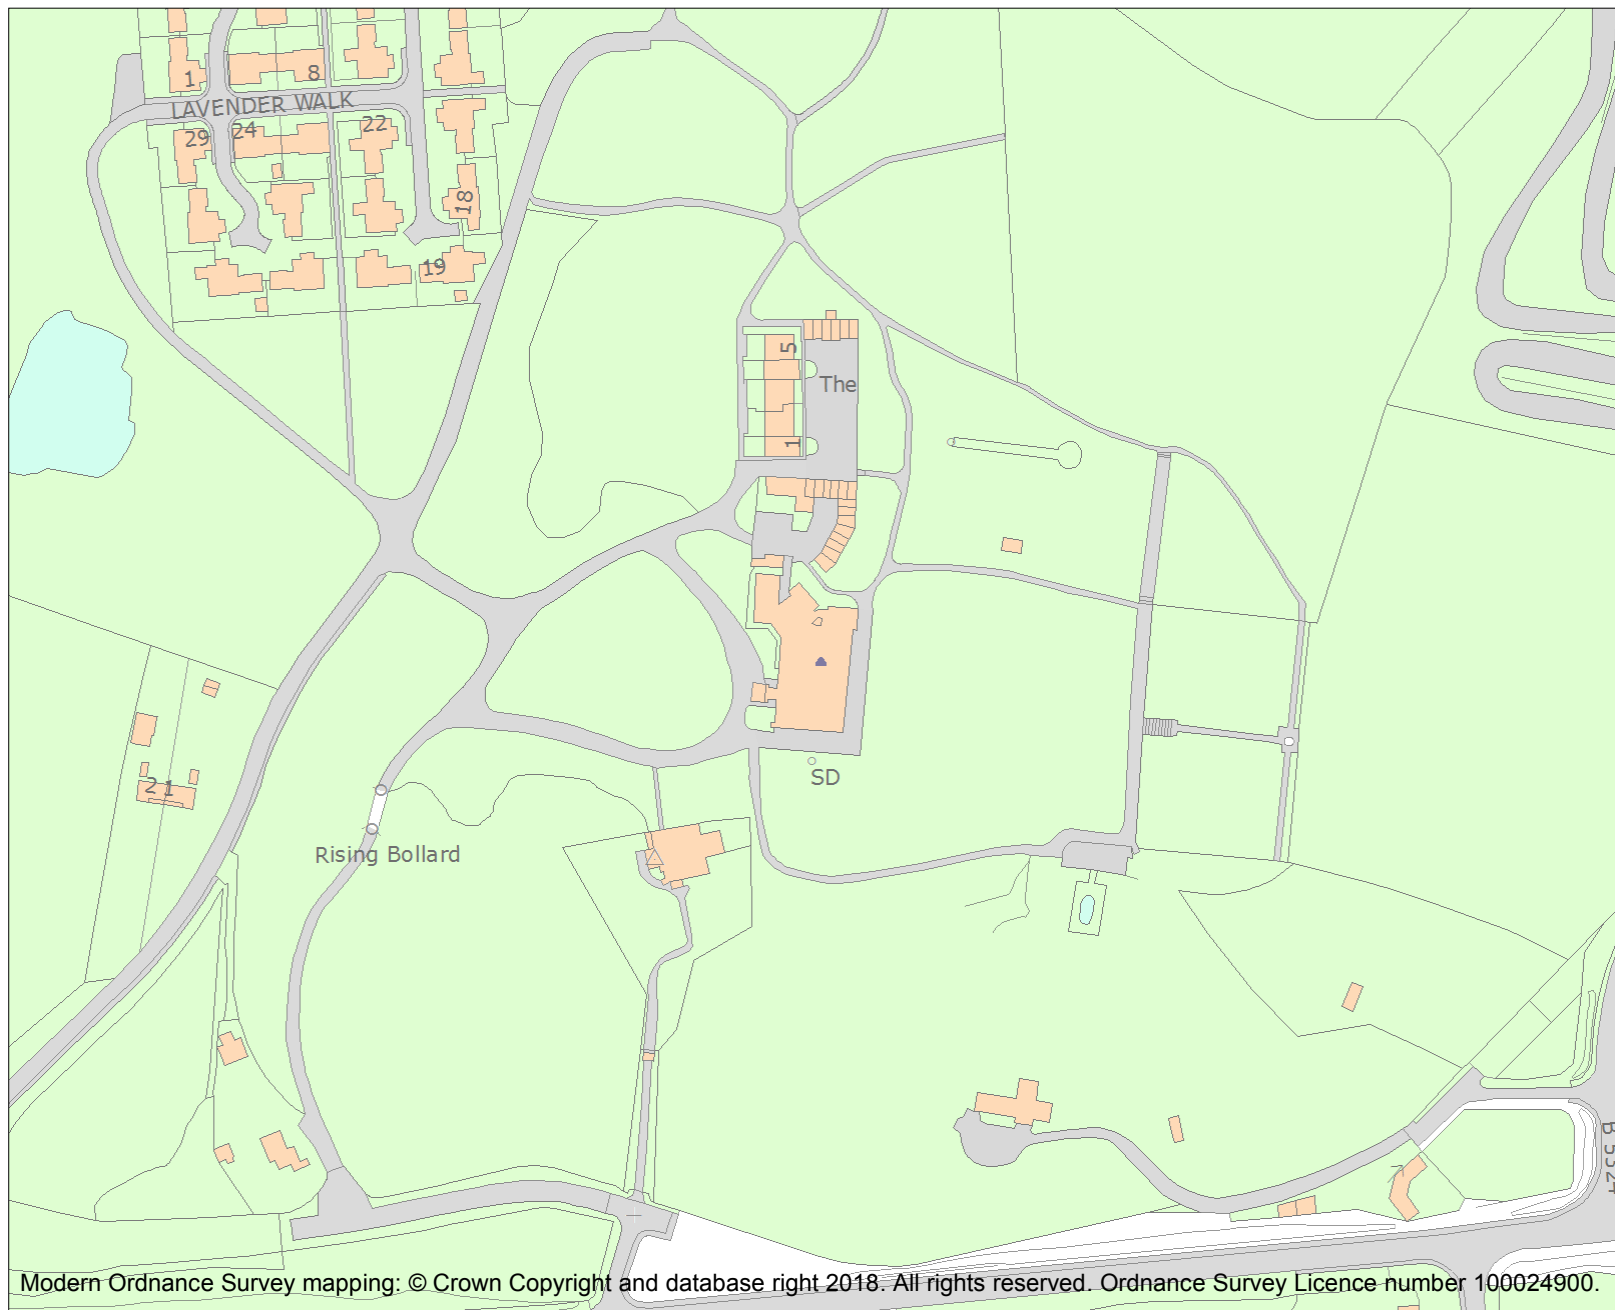 1
8
LAVENDER WALK
29
24
22
18
19
5
The
1
2 1
SD
Rising Bollard
B 5324
Modern Ordnance Survey mapping: © Crown Copyright and database right 2018. All rights reserved. Ordnance Survey Licence number 100024900.